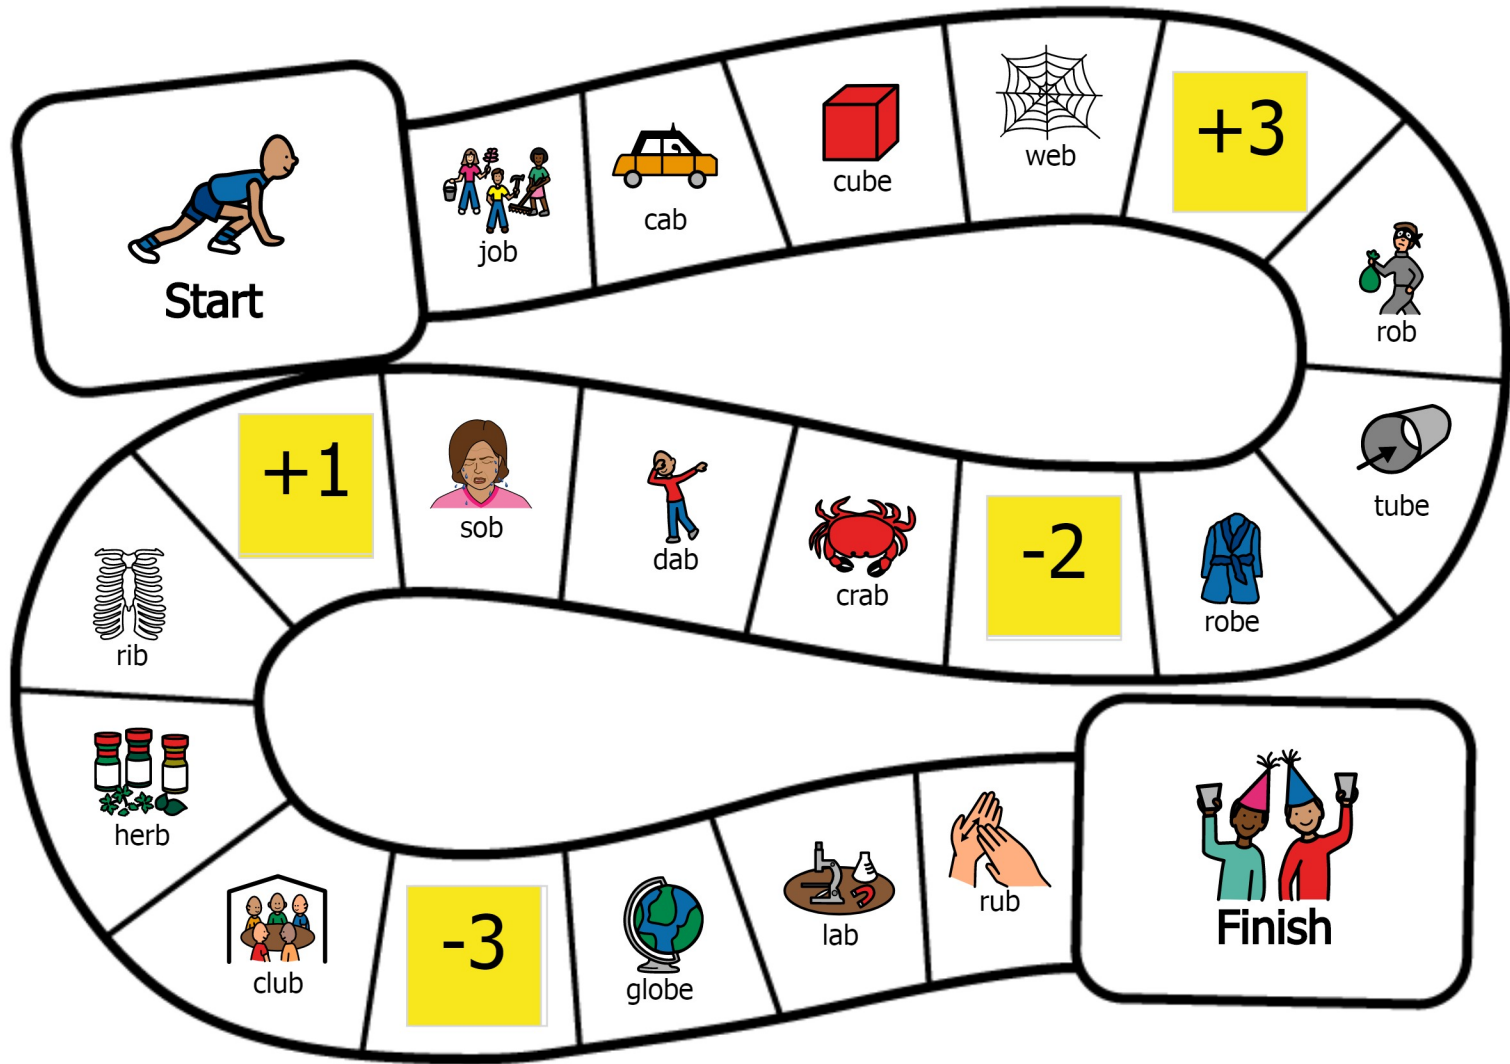 Start
job
cab
cube
web
+3
rob
tube
robe
-2
crab
dab
sob
+1
rib
herb
club
-3
globe
lab
rub
Finish